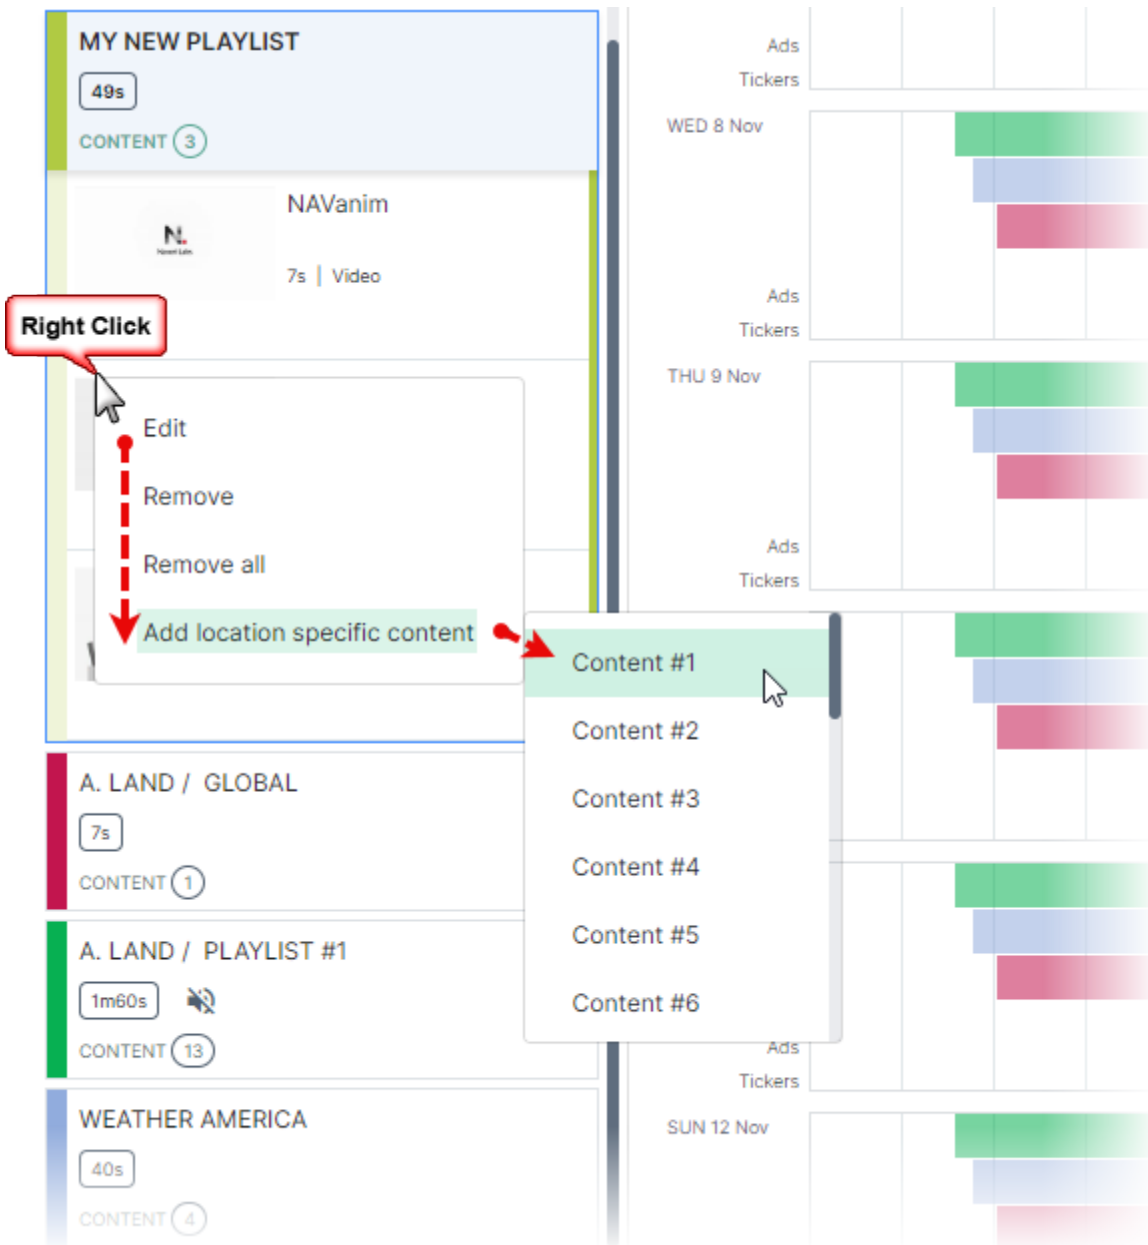 MY NEW PLAYLIST
49s
CONTENT 3
NAVanim
N.
7s | Video
Right Click
Edit
Remove
Remove all
Add location specific content
Content #1
Content #2
Content #3
Content #4
Content #5
Content #6
A. LAND / GLOBAL
7s
CONTENT 1
A. LAND / PLAYLIST #1
1m60s
CONTENT 13
WEATHER AMERICA
40s
CONTENT 4
Ads
Tickers
WED 8 Nov
Ads
Tickers
THU 9 Nov
Ads
Tickers
Ads
Tickers
SUN 12 Nov